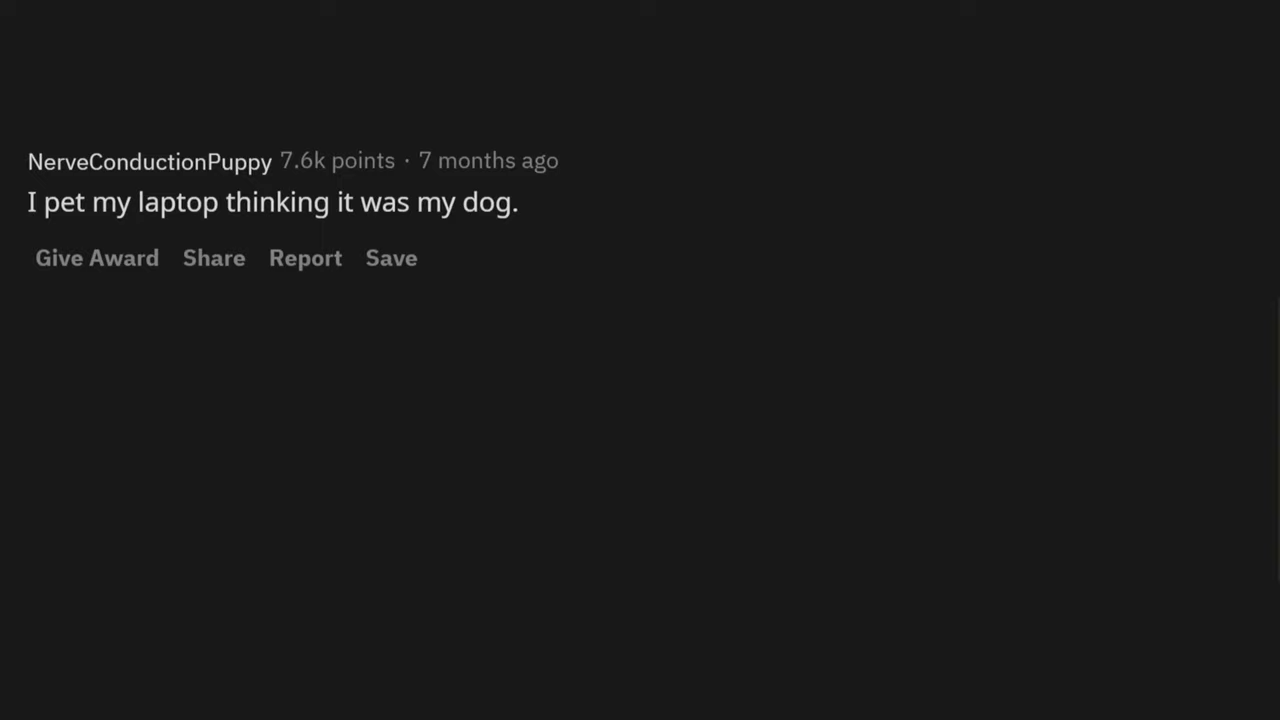 NerveConductionPuppy 7.6k points · 7 months ago
I pet my laptop thinking it was my dog.
Give Award Share Report Save